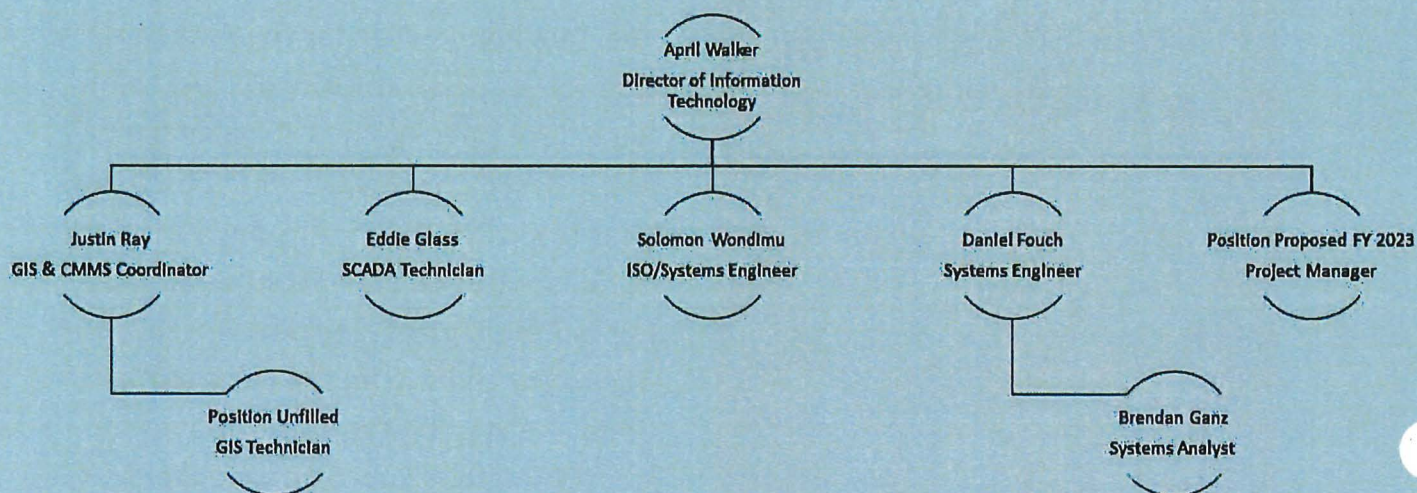 April Walker
Director of Information
Technology
Justin Ray
GIS & CMMS Coordinator
Eddie Glass
SCADA Technician
Solomon Wondimu
ISO/Systems Engineer
Daniel Fouch
Systems Engineer
Position Proposed FY 2023
Project Manager
Position Unfilled
GIS Technician
Brendan Ganz
Systems Analyst